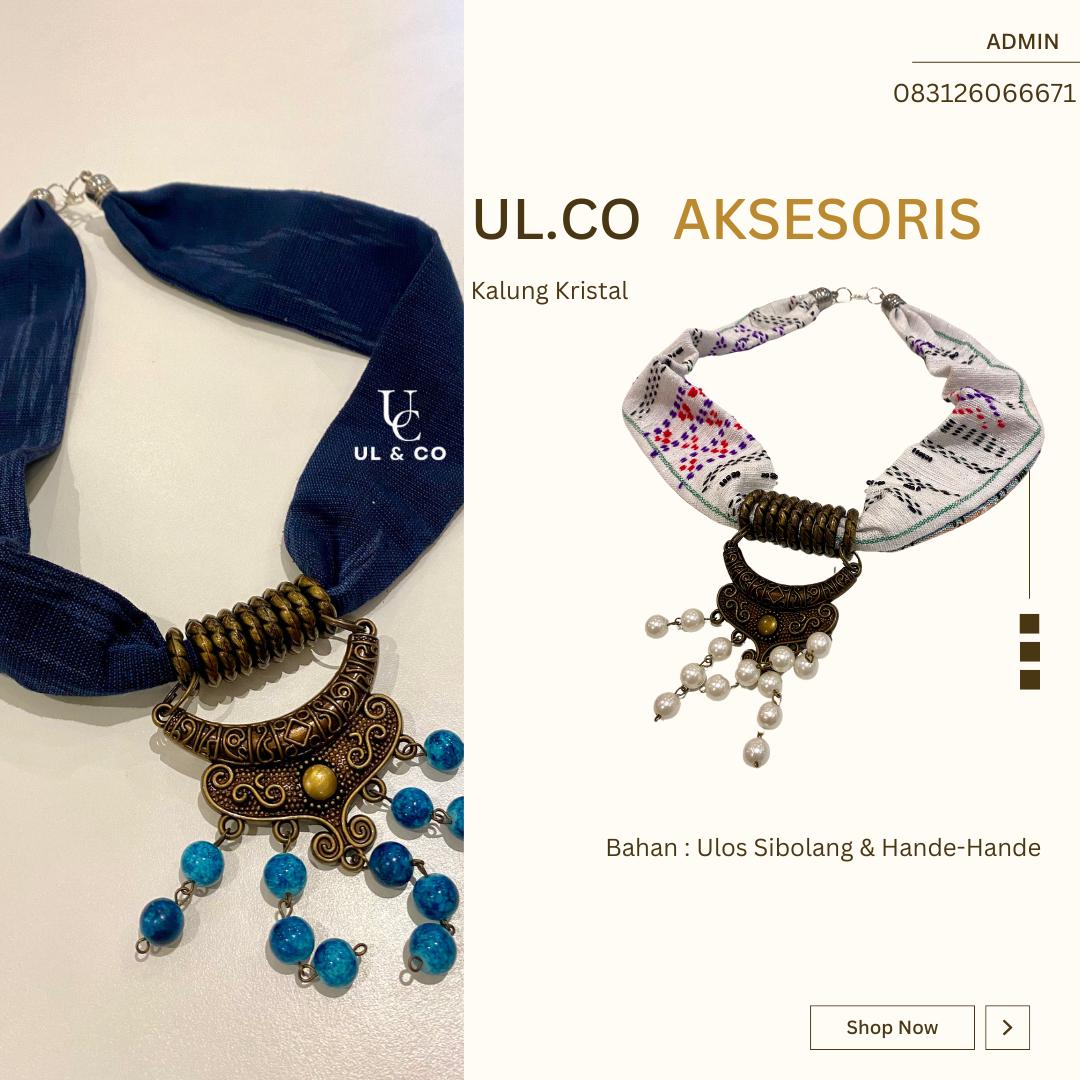 ADMIN
083126066671
UL.CO AKSESORIS
Kalung Kristal
UC
UL & CO
Bahan : Ulos Sibolang & Hande-Hande
Shop Now